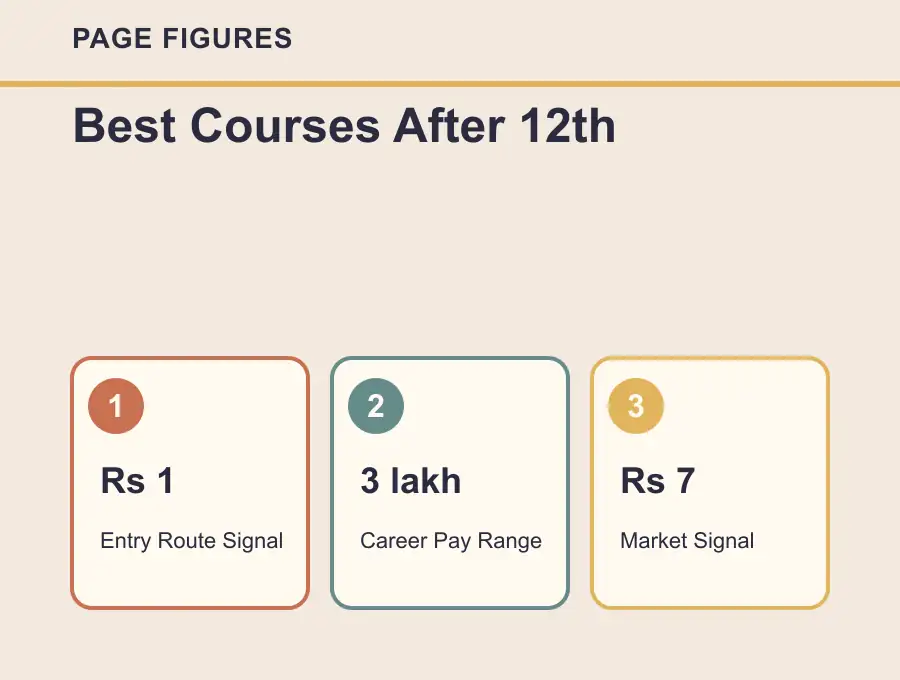 PAGE FIGURES
Best Courses After 12th
1
Rs 1
Entry Route Signal
2
3 lakh
Career Pay Range
3
Rs 7
Market Signal